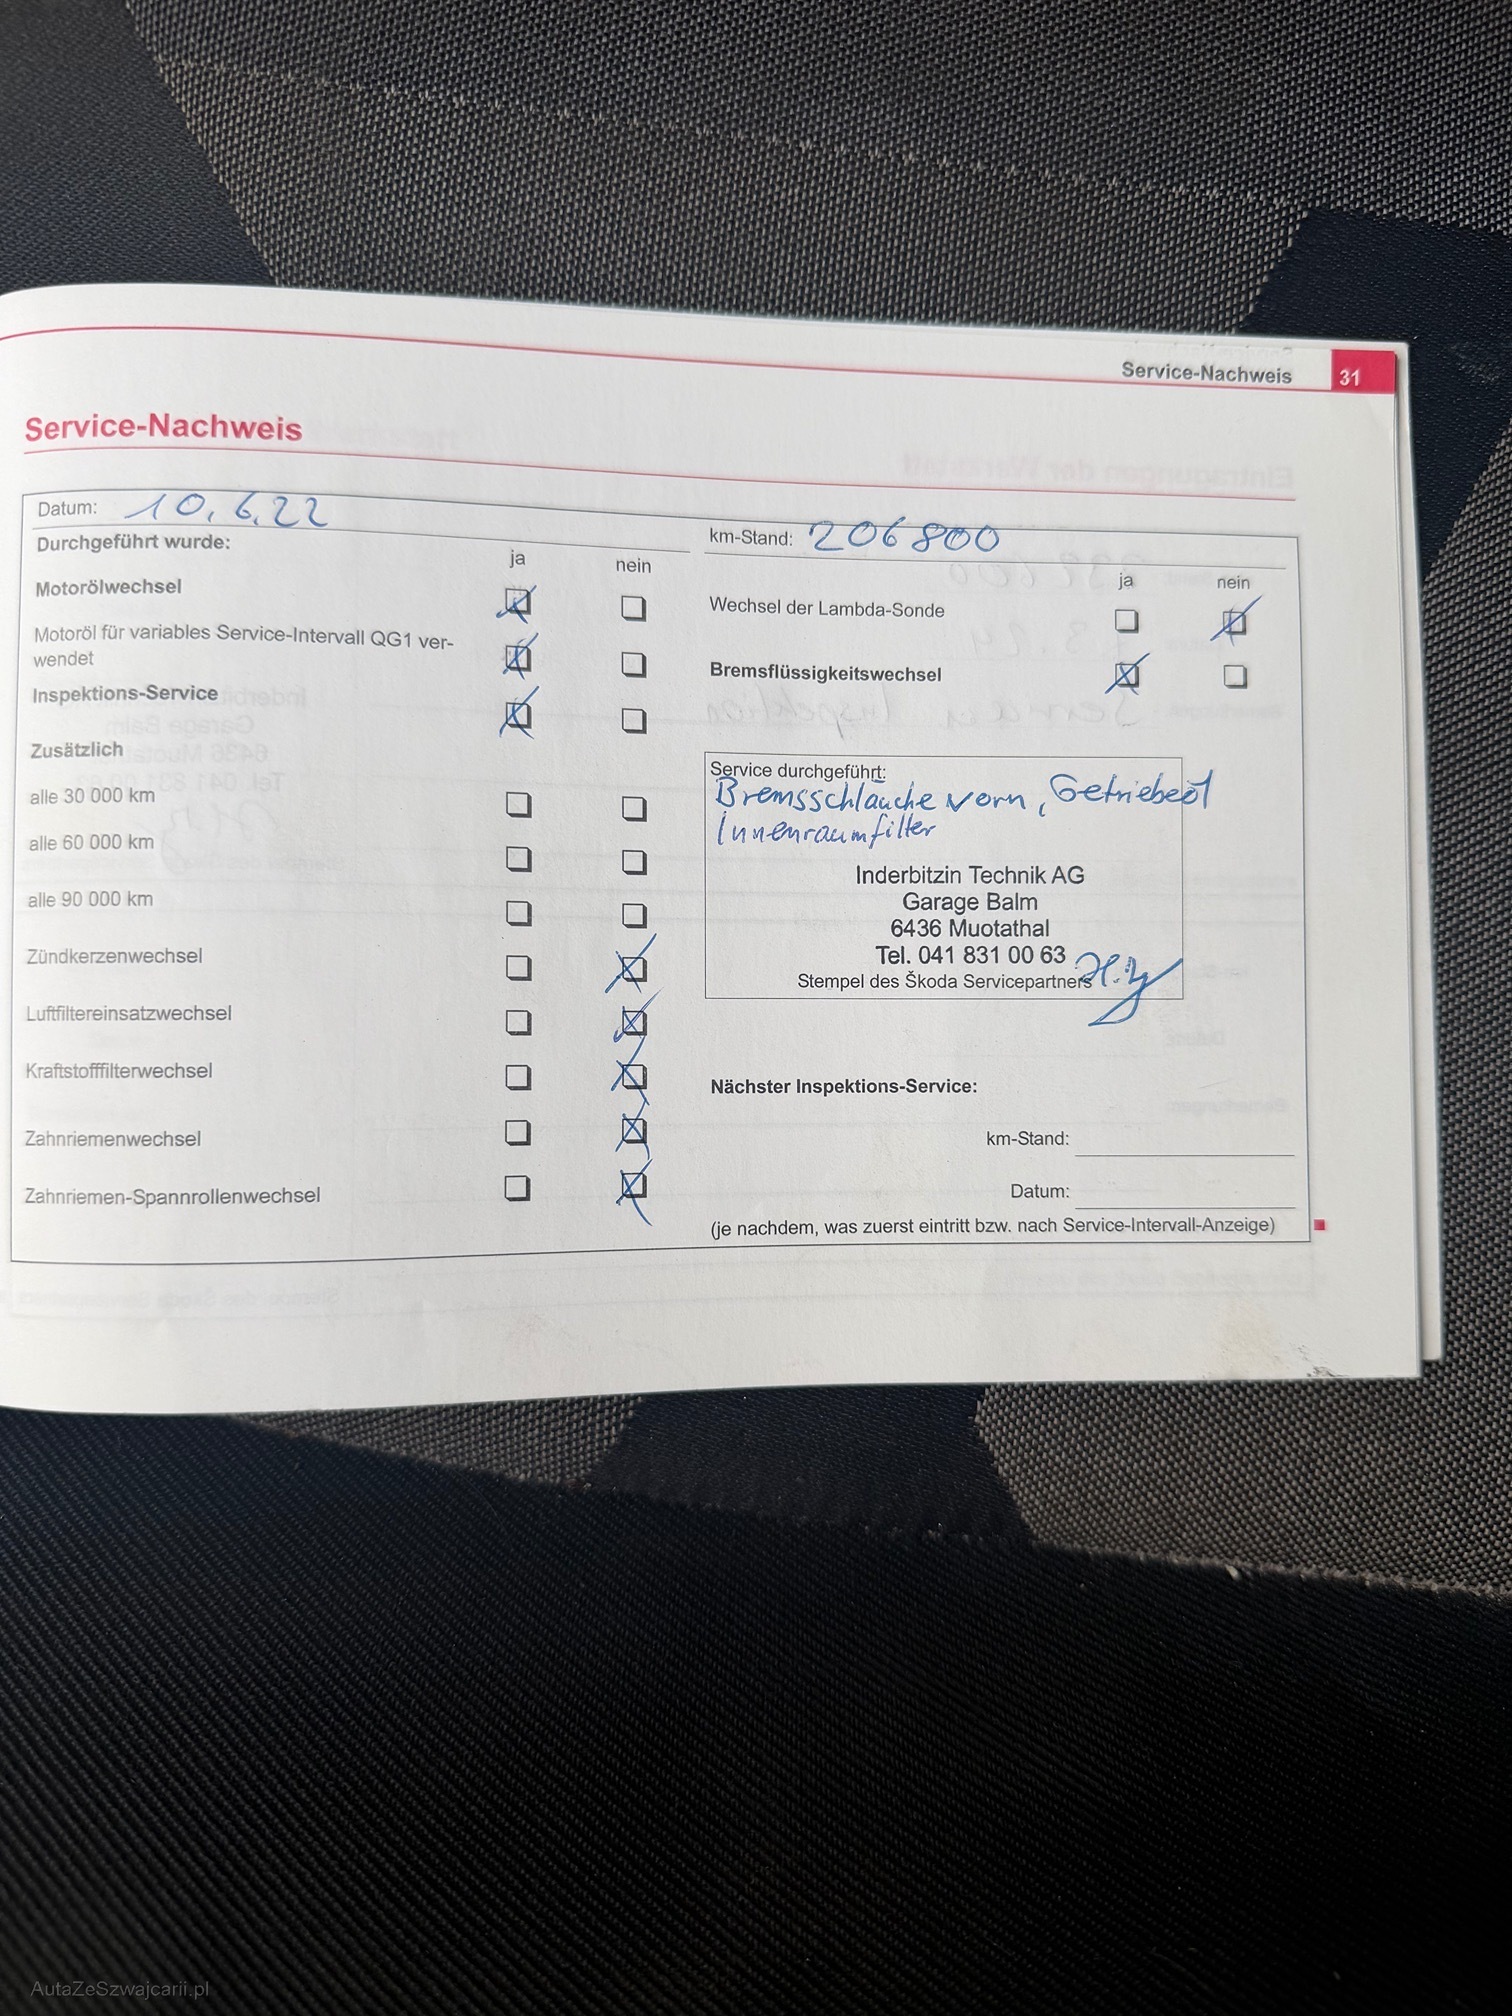 Service-Nachweis 31
Service-Nachweis
Datum: 10.6.22
Durchgeführt wurde:
ja nein
Motorölwechsel
Motoröl für variables Service-Intervall QG1 ver-
wendet
Inspektions-Service
Zusätzlich
alle 30 000 km
alle 60 000 km
alle 90 000 km
Zündkerzenwechsel
Luftfiltereinsatzwechsel
Kraftstofffilterwechsel
Zahnriemenwechsel
Zahnriemen-Spannrollenwechsel
km-Stand: 206800
ja nein
Wechsel der Lambda-Sonde
Bremsflüssigkeitswechsel
Service durchgeführt:
Bremsschläuche vorn, Getriebeöl
Innenraumfilter
Inderbitzin Technik AG
Garage Balm
6436 Muotathal
Tel. 041 831 00 63
Stempel des Škoda Servicepartners
Nächster Inspektions-Service:
km-Stand:
Datum:
(je nachdem, was zuerst eintritt bzw. nach Service-Intervall-Anzeige)
AutaZeSzwajcarii.pl